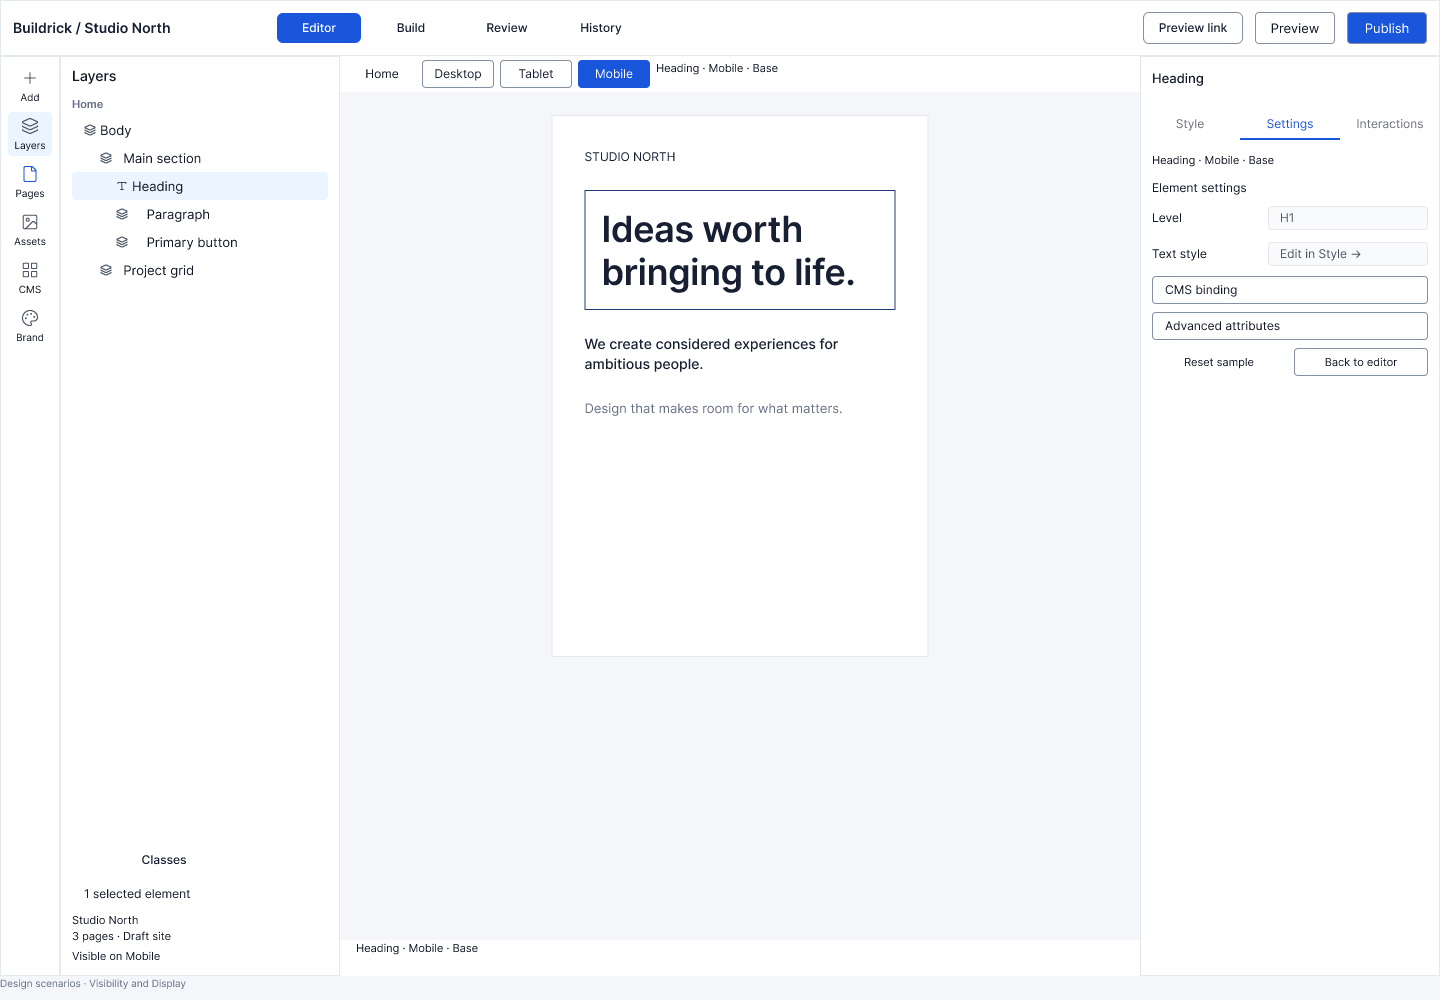 Buildrick / Studio North
Editor
Build
Review
History
Preview link
Preview
Publish
Add
Layers
Pages
Assets
CMS
Brand
Layers
Home
Body
Main section
Heading
Paragraph
Primary button
Project grid
Classes
1 selected element
Studio North
3 pages · Draft site
Visible on Mobile
Home
Desktop
Tablet
Mobile
Heading · Mobile · Base
STUDIO NORTH
Ideas worth
bringing to life.
We create considered experiences for
ambitious people.
Design that makes room for what matters.
Heading · Mobile · Base
Heading
Style
Settings
Interactions
Heading · Mobile · Base
Element settings
Level
H1
Text style
Edit in Style →
CMS binding
Advanced attributes
Reset sample
Back to editor
Design scenarios · Visibility and Display